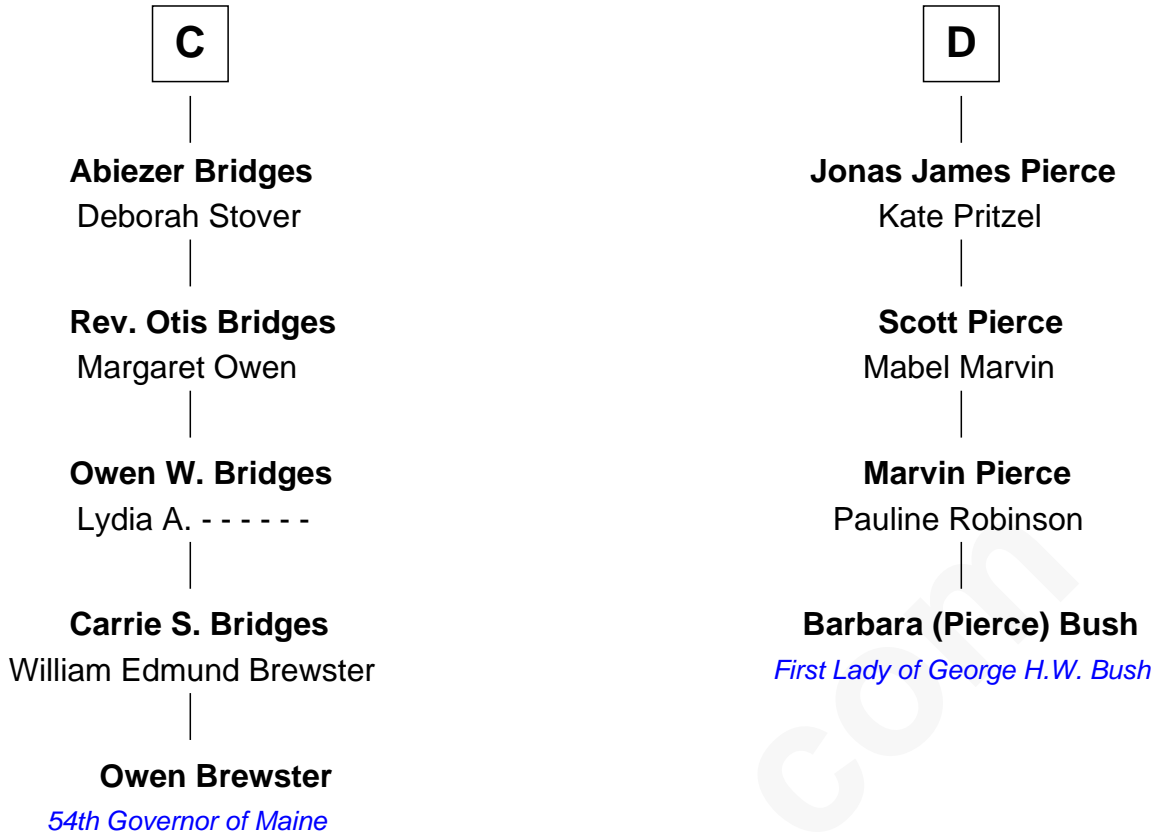 C
Abiezer Bridges
Deborah Stover
Rev. Otis Bridges
Margaret Owen
Owen W. Bridges
Lydia A. - - - - - -
Carrie S. Bridges
William Edmund Brewster
Owen Brewster
54th Governor of Maine
D
Jonas James Pierce
Kate Pritzel
Scott Pierce
Mabel Marvin
Marvin Pierce
Pauline Robinson
Barbara (Pierce) Bush
First Lady of George H.W. Bush
com